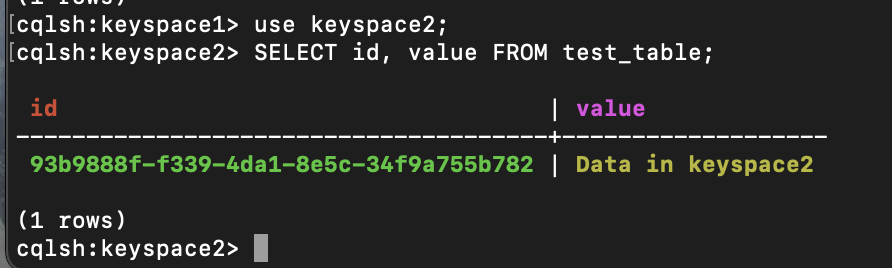 (1 rows)
[cqlsh:keyspace1> use keyspace2;
[cqlsh:keyspace2> SELECT id, value FROM test_table;
id | value
--------------------------------------+-------------------
93b9888f-f339-4da1-8e5c-34f9a755b782 | Data in keyspace2
(1 rows)
cqlsh:keyspace2>